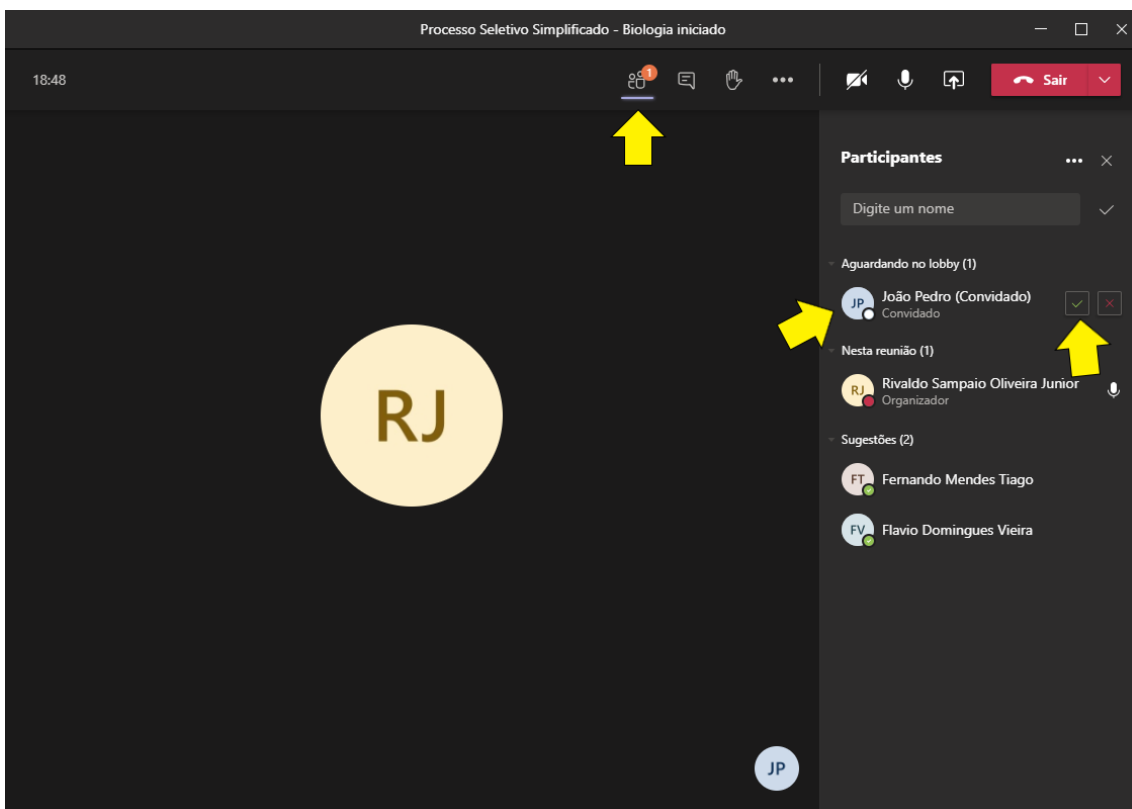 Processo Seletivo Simplificado - Biologia iniciado
18:48
1
Sair
Participantes
Digite um nome
Aguardando no lobby (1)
JP
João Pedro (Convidado)
Convidado
Nesta reunião (1)
RJ
Rivaldo Sampaio Oliveira Junior
Organizador
Sugestões (2)
FT
Fernando Mendes Tiago
FV
Flavio Domingues Vieira
RJ
JP